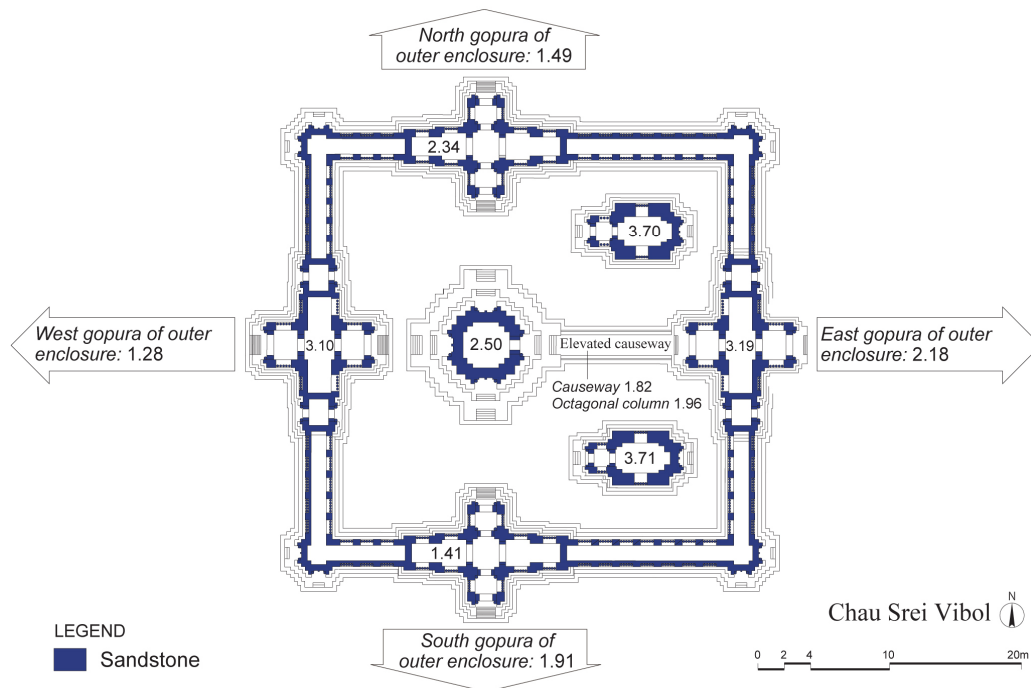 North gopura of
outer enclosure: 1.49
2.34
3.70
West gopura of outer
enclosure: 1.28
3.10
2.50
Elevated causeway
3.19
East gopura of outer
enclosure: 2.18
Causeway 1.82
Octagonal column 1.96
3.71
1.41
Chau Srei Vibol
N
LEGEND
Sandstone
South gopura of
outer enclosure: 1.91
0 2 4 10 20m